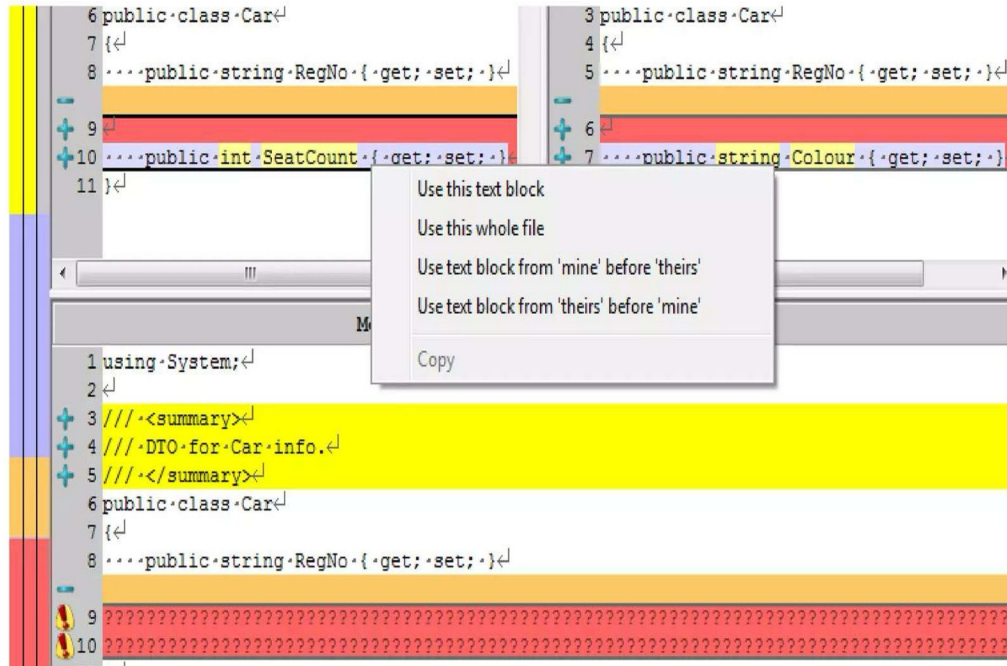 6 public·class·Car↵
7 {↵
8 ····public·string·RegNo·{·get;·set;·}↵
9 ↵
10 ····public·int·SeatCount·{·get;·set;·}↵
11 }↵
3 public·class·Car↵
4 {↵
5 ····public·string·RegNo·{·get;·set;·}↵
6 ↵
7 ····public·string·Colour·{·get;·set;·}
Use this text block
Use this whole file
Use text block from 'mine' before 'theirs'
Use text block from 'theirs' before 'mine'
Copy
1 using·System;↵
2 ↵
3 ///·<summary>↵
4 ///·DTO·for·Car·info.↵
5 ///·</summary>↵
6 public·class·Car↵
7 {↵
8 ····public·string·RegNo·{·get;·set;·}↵
9 ??????????????????????????????????????????????????????????????????????
10 ??????????????????????????????????????????????????????????????????????